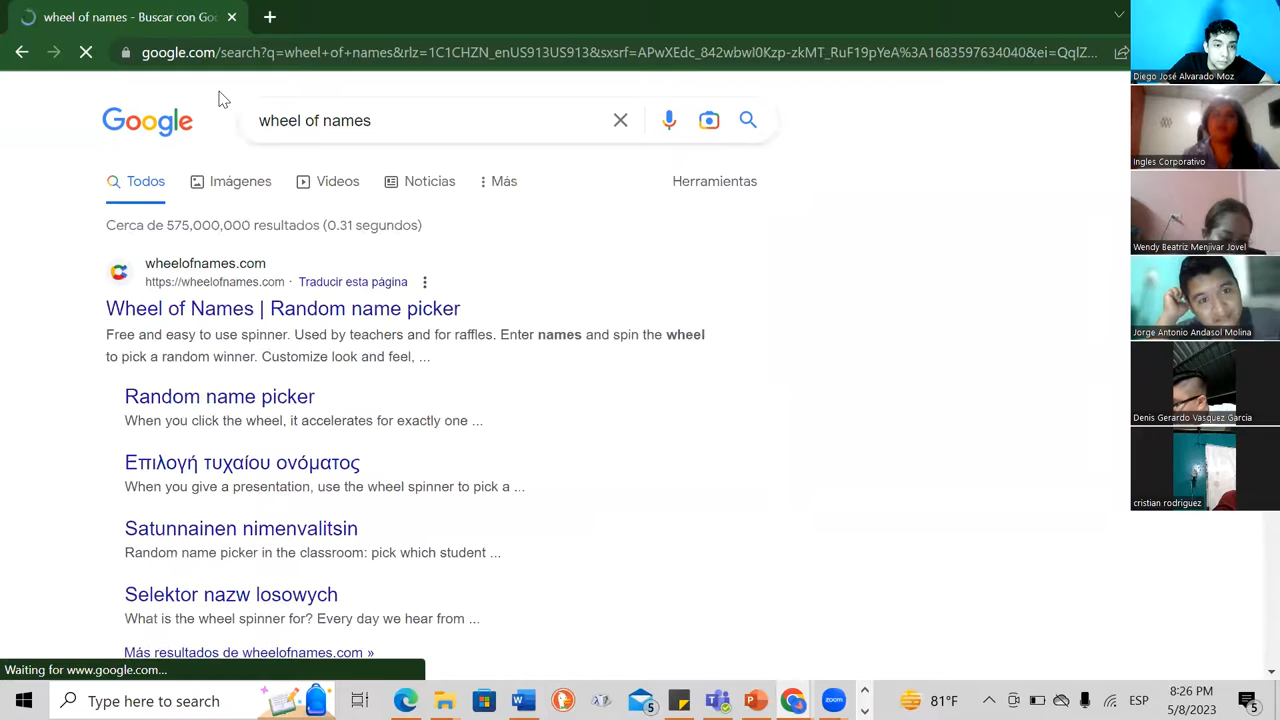 wheel of names - Buscar con Goo
google.com/search?q=wheel+of+names&rlz=1C1CHZN_enUS913US913&sxsrf=APwXEdc_842wbwl0Kzp-zkMT_RuF19pYeA%3A1683597634040&ei=QqlZ...
Google
wheel of names
Todos
Imágenes
Videos
Noticias
Más
Herramientas
Cerca de 575,000,000 resultados (0.31 segundos)
wheelofnames.com
https://wheelofnames.com · Traducir esta página
Wheel of Names | Random name picker
Free and easy to use spinner. Used by teachers and for raffles. Enter names and spin the wheel
to pick a random winner. Customize look and feel, ...
Random name picker
When you click the wheel, it accelerates for exactly one ...
Επιλογή τυχαίου ονόματος
When you give a presentation, use the wheel spinner to pick a ...
Satunnainen nimenvalitsin
Random name picker in the classroom: pick which student ...
Selektor nazw losowych
What is the wheel spinner for? Every day we hear from ...
Más resultados de wheelofnames.com »
Waiting for www.google.com...
Diego José Alvarado Moz
Ingles Corporativo
Wendy Beatriz Menjivar Jovel
Jorge Antonio Andasol Molina
Denis Gerardo Vasquez Garcia
cristian rodriguez
Type here to search
5
zoom
81°F
ESP
8:26 PM
5/8/2023
5